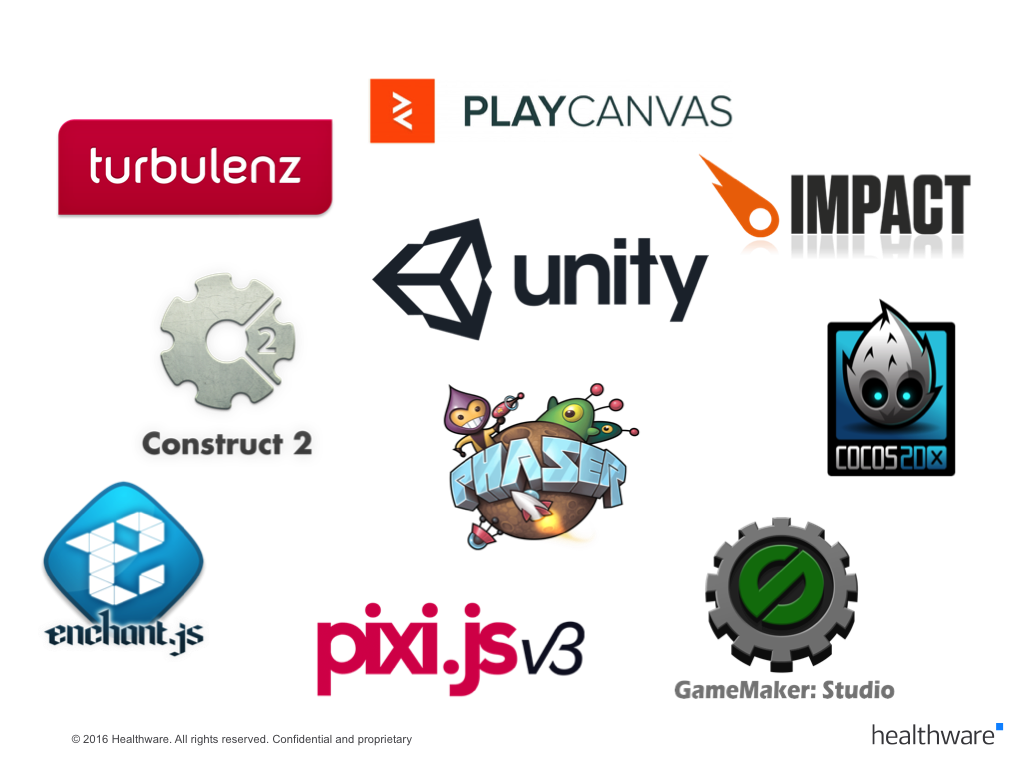 PLAYCANVAS
turbulenz
IMPACT
unity
2
Construct 2
PHASER
COCOS2DX
enchant.js
pixi.js v3
GameMaker: Studio
© 2016 Healthware. All rights reserved. Confidential and proprietary
healthware